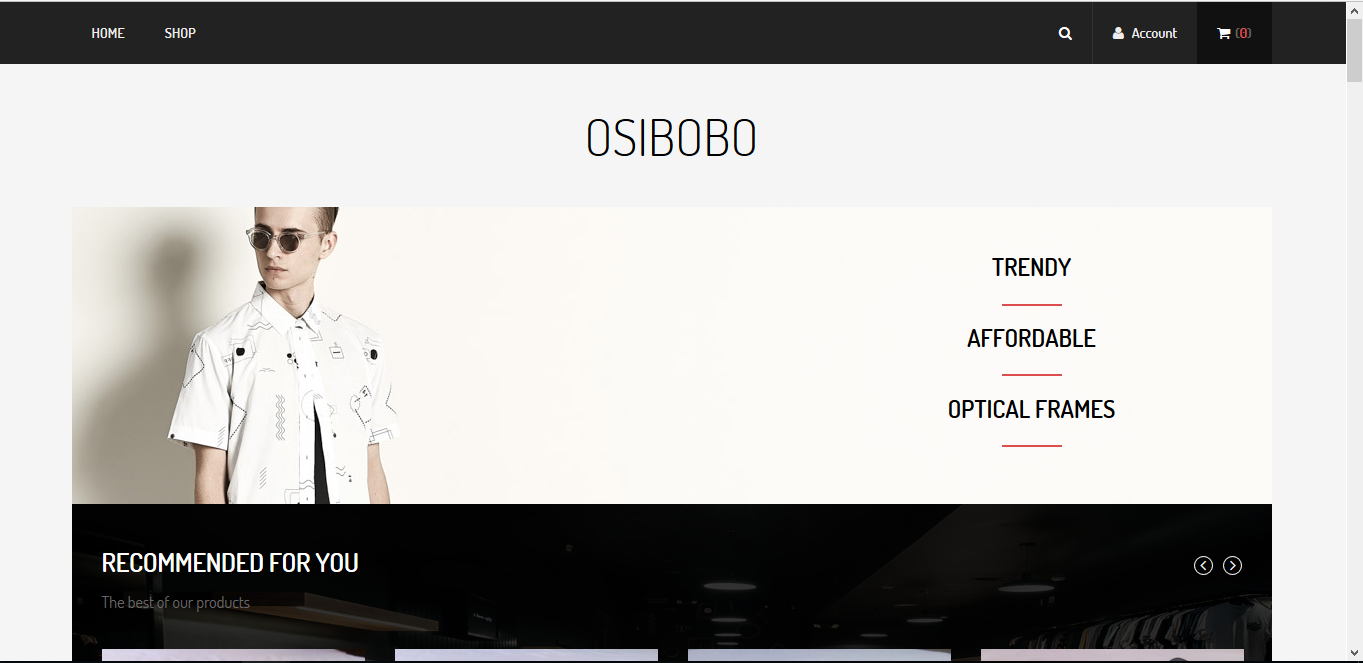 HOME SHOP Account (0)
OSIBOBO
TRENDY
AFFORDABLE
OPTICAL FRAMES
RECOMMENDED FOR YOU
The best of our products